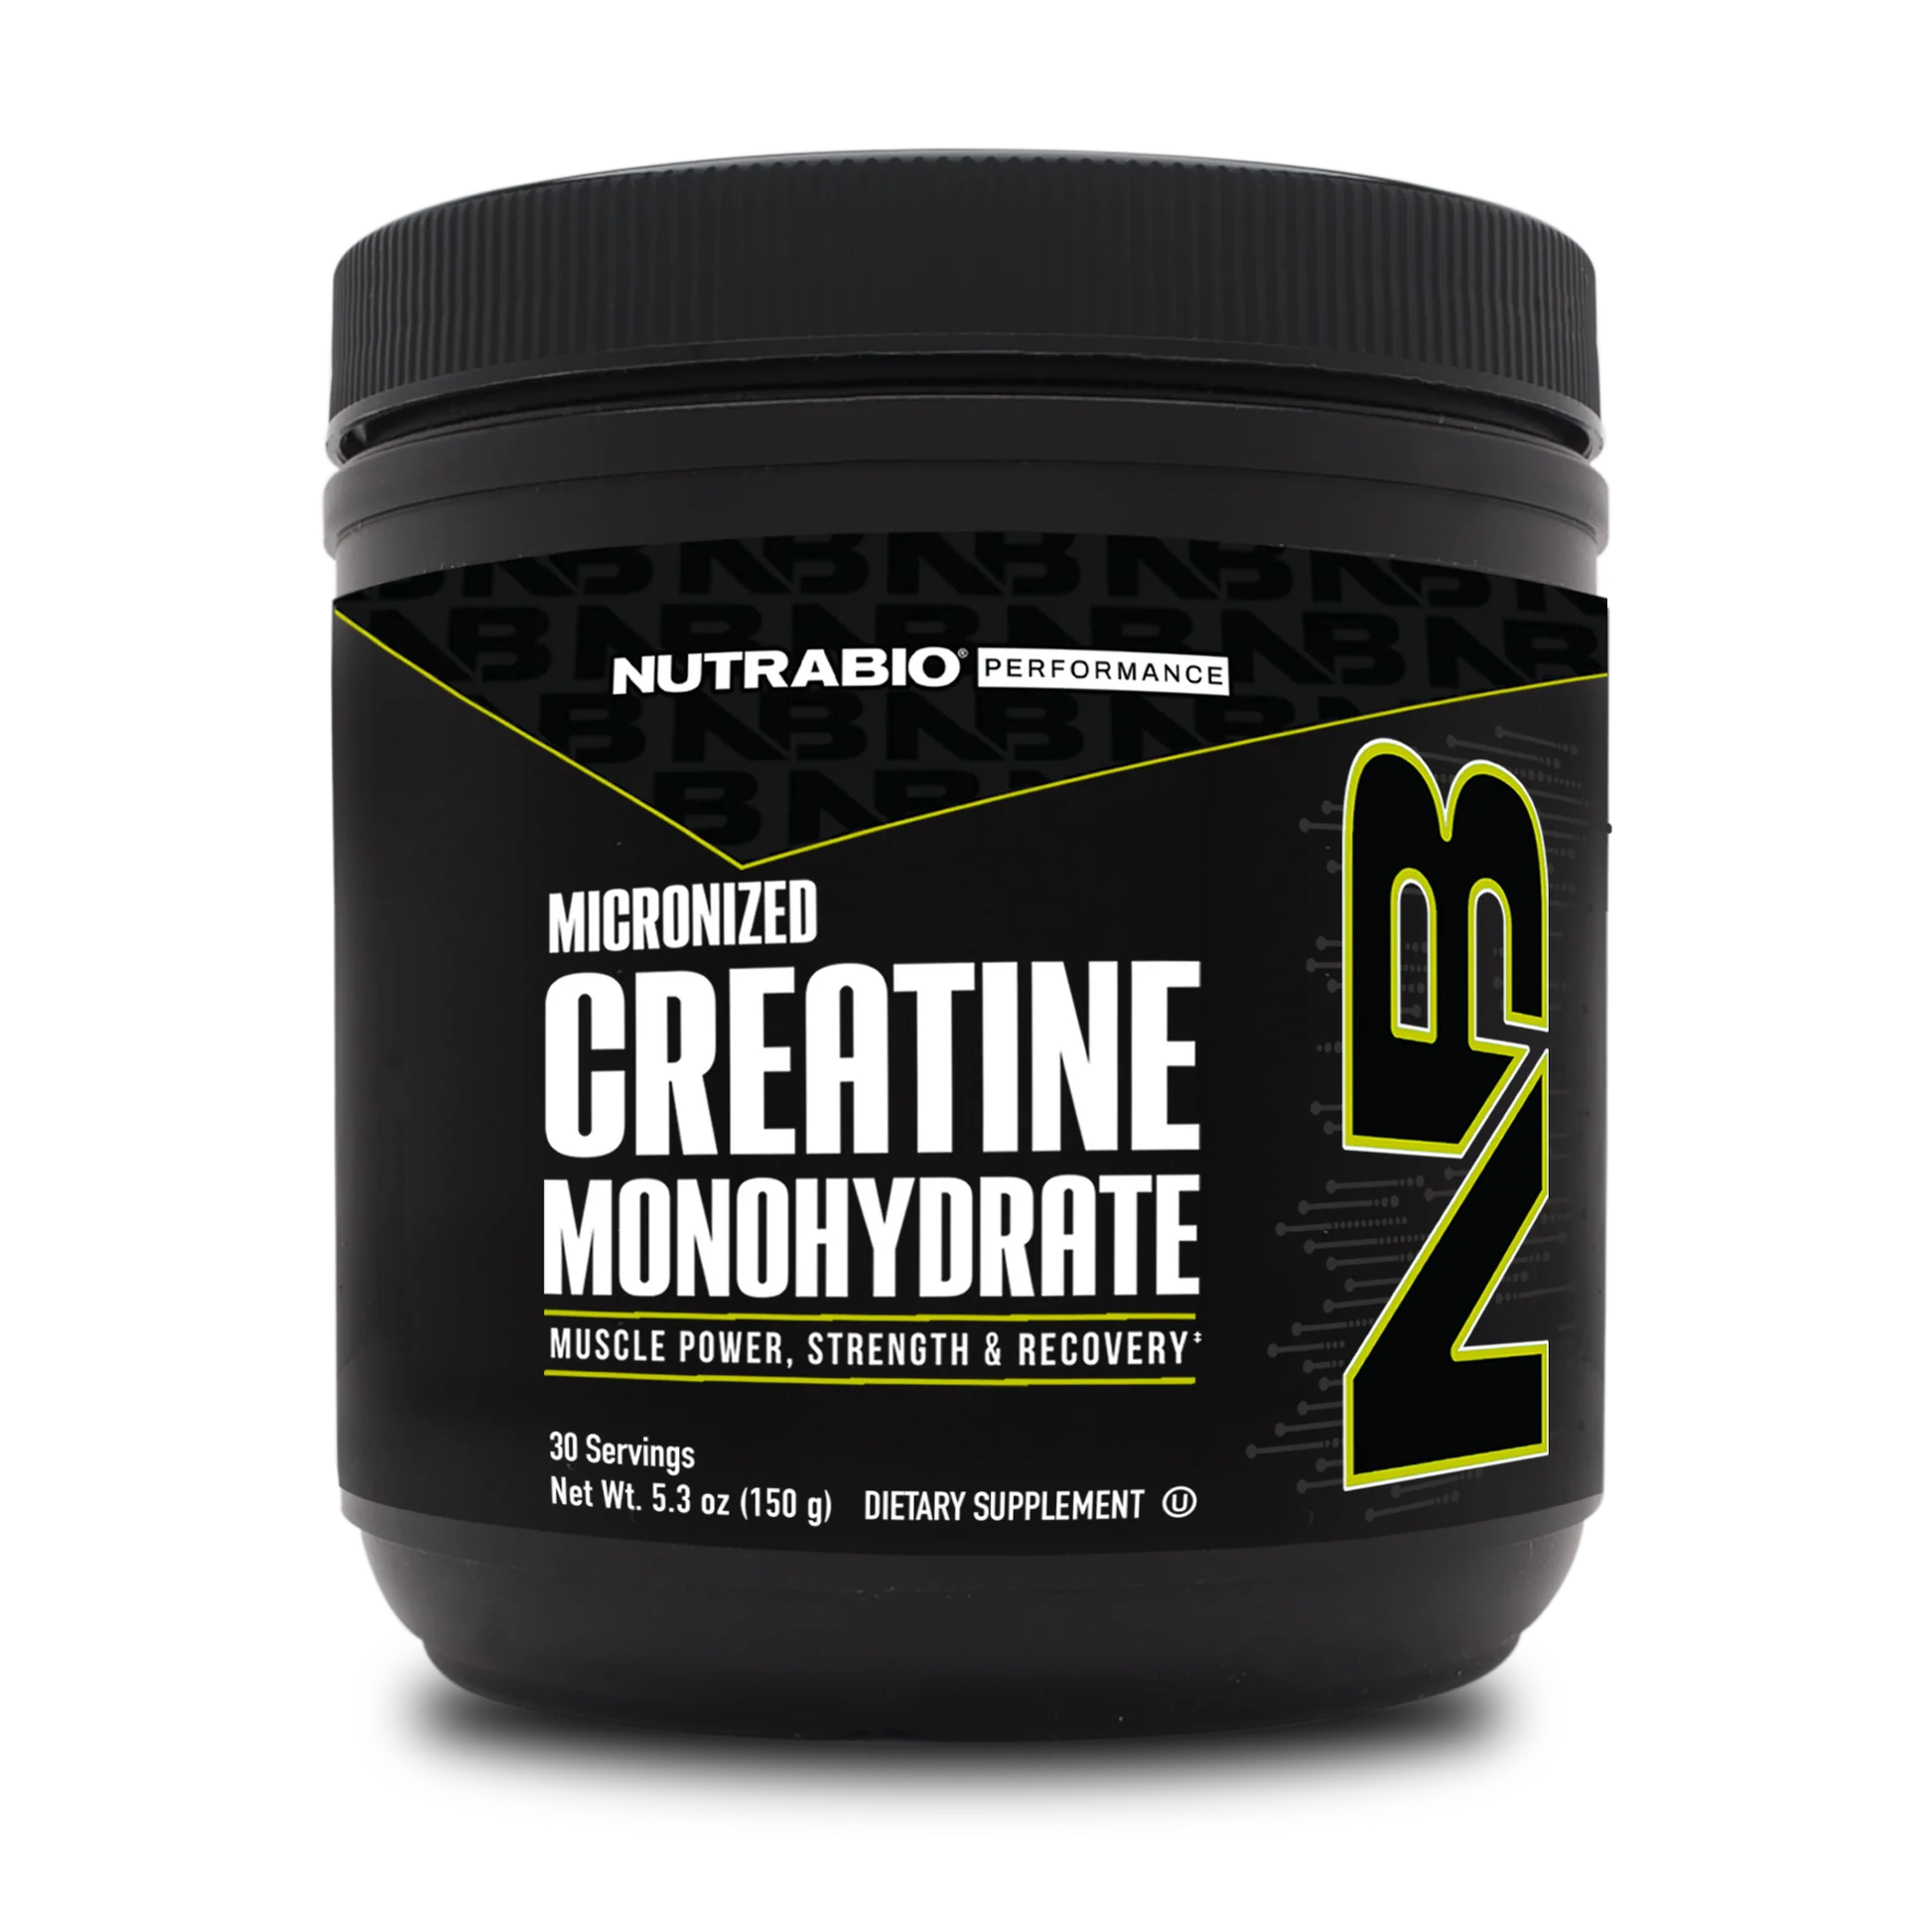 NUTRABIO® PERFORMANCE
MICRONIZED
CREATINE
MONOHYDRATE
MUSCLE POWER, STRENGTH & RECOVERY‡
30 Servings
Net Wt. 5.3 oz (150 g) DIETARY SUPPLEMENT Ⓤ
NB